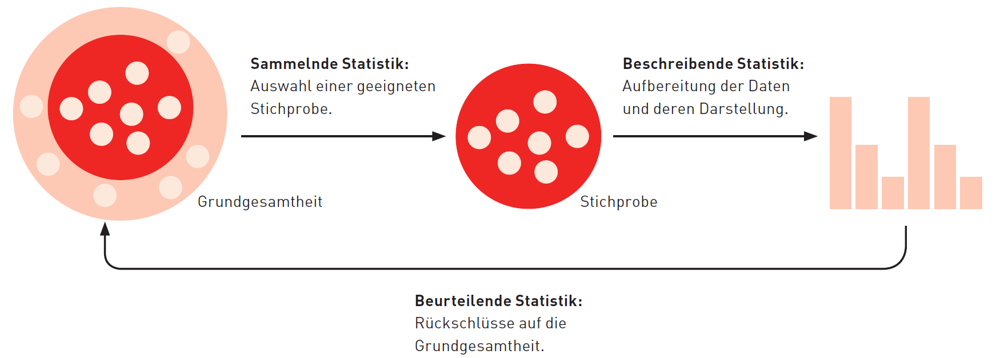 Sammelnde Statistik:
Auswahl einer geeigneten
Stichprobe.
Beschreibende Statistik:
Aufbereitung der Daten
und deren Darstellung.
Grundgesamtheit
Stichprobe
Beurteilende Statistik:
Rückschlüsse auf die
Grundgesamtheit.